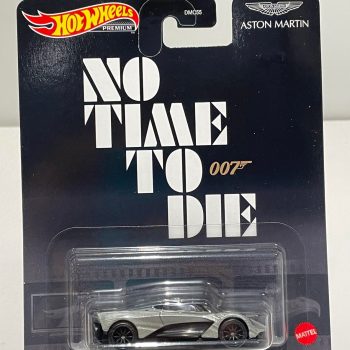 Hot Wheels
PREMIUM
DMC55
ASTON MARTIN
NO
TIME
TO
007
DIE
MATTEL